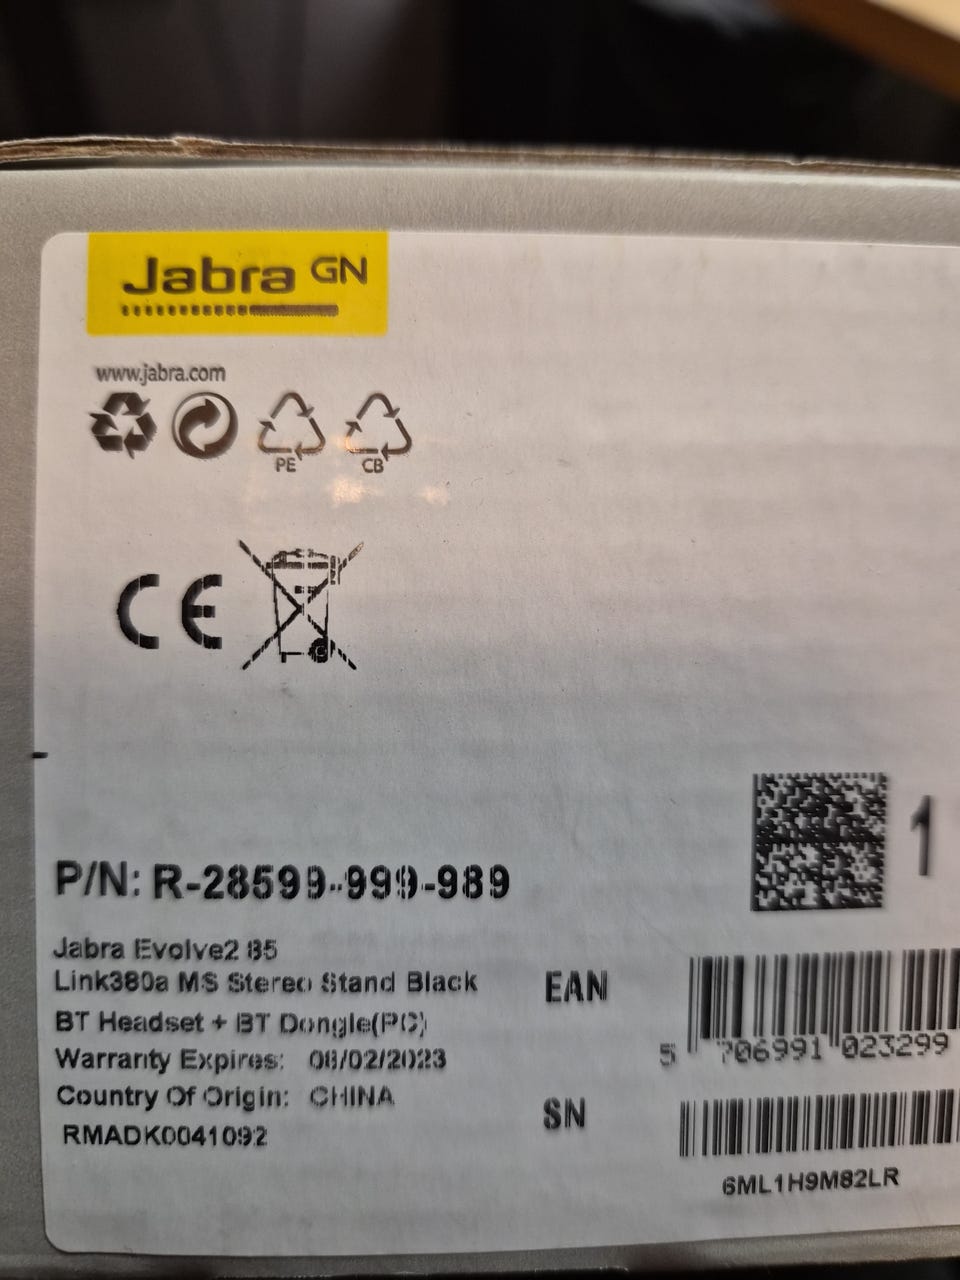 Jabra GN
www.jabra.com
PE CB
CE
1
P/N: R-28599-999-989
Jabra Evolve2 85
Link380a MS Stereo Stand Black
BT Headset + BT Dongle(PC)
Warranty Expires: 08/02/2023
Country Of Origin: CHINA
RMADK0041092
EAN
5 706991 023299
SN
6ML1H9M82LR